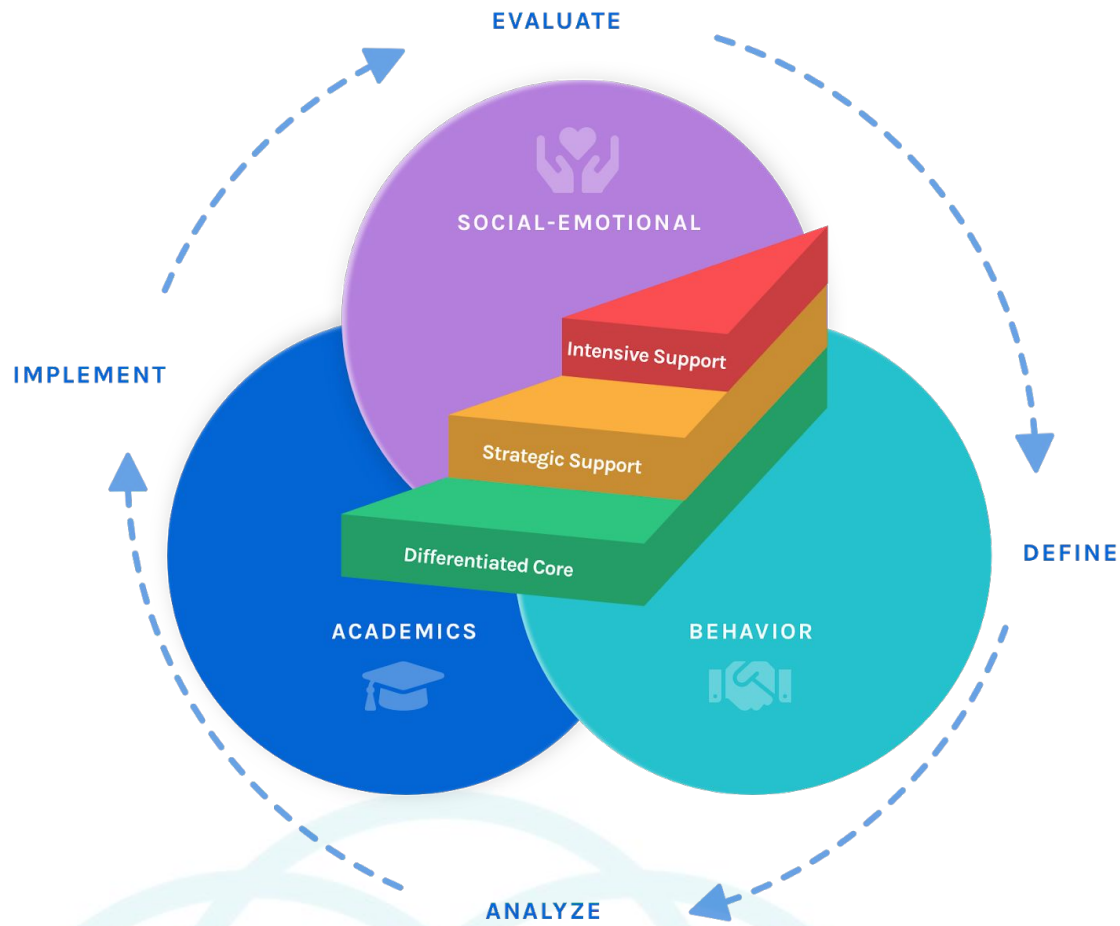 EVALUATE
SOCIAL-EMOTIONAL
Intensive Support
IMPLEMENT
Strategic Support
Differentiated Core
DEFINE
ACADEMICS
BEHAVIOR
ANALYZE